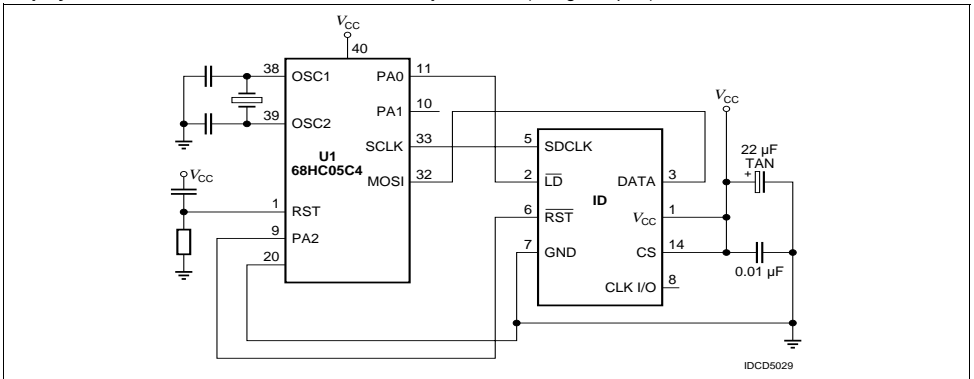 VCC
40
38
OSC1
PA0
11
PA1
10
39
OSC2
SCLK
33
U1
68HC05C4
MOSI
32
VCC
1
RST
9
PA2
20
5
SDCLK
2
LD
DATA
3
ID
6
RST
VCC
1
7
GND
CS
14
CLK I/O
8
VCC
22 µF
TAN
+
0.01 µF
IDCD5029